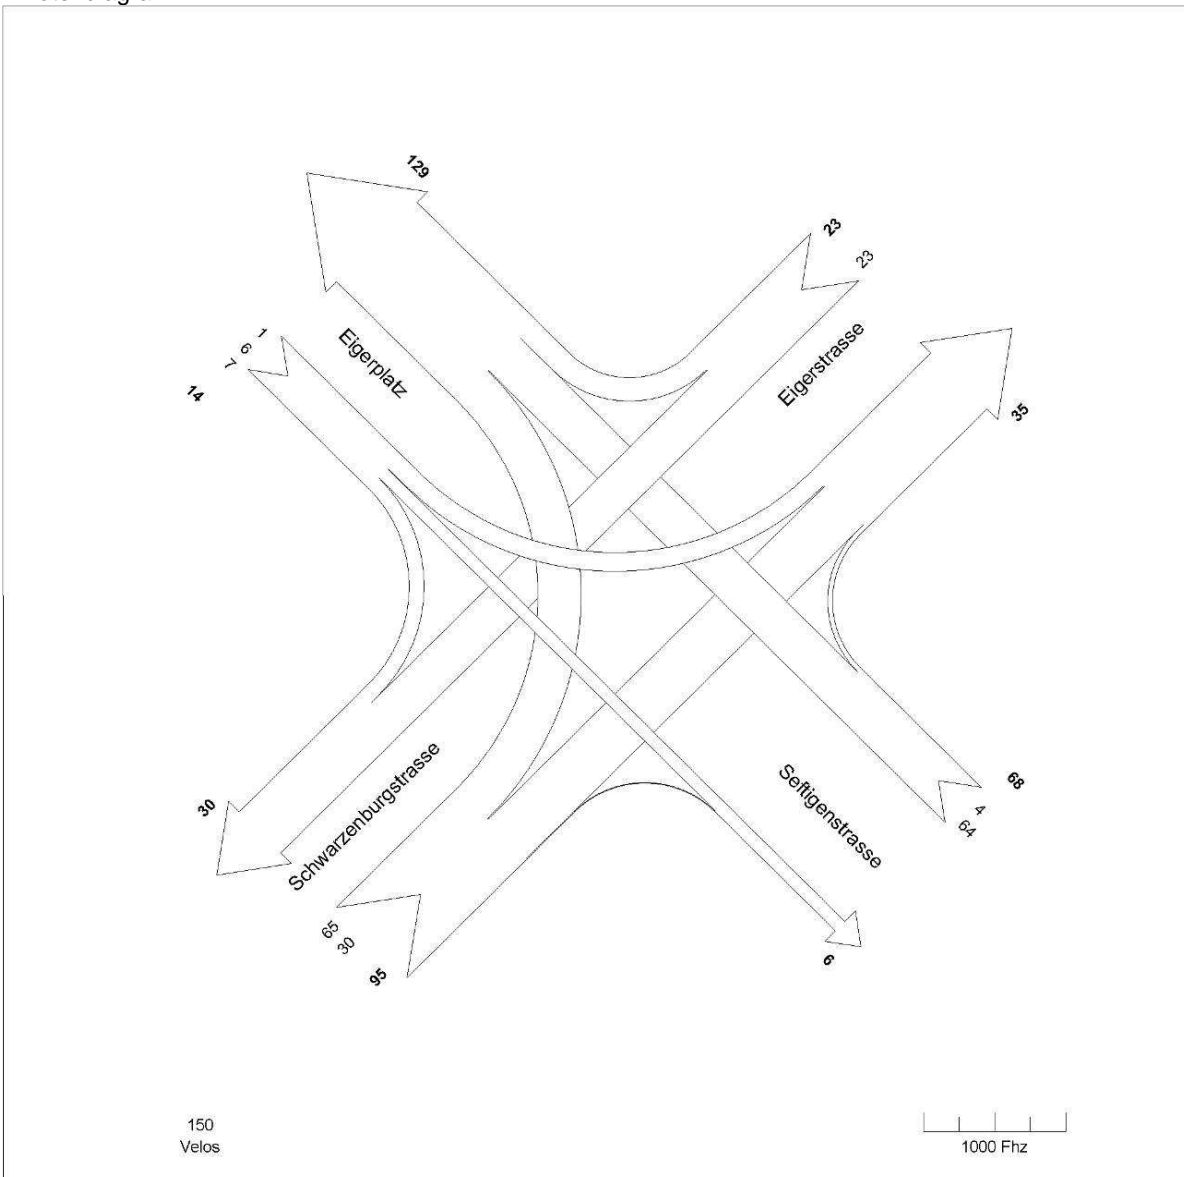 129
23
23
Eigerplatz
Eigerstrasse
1
6
7
14
35
30
Schwarzenburgstrasse
Seftigenstrasse
68
4
64
65
30
95
6
150
Velos
1000 Fhz